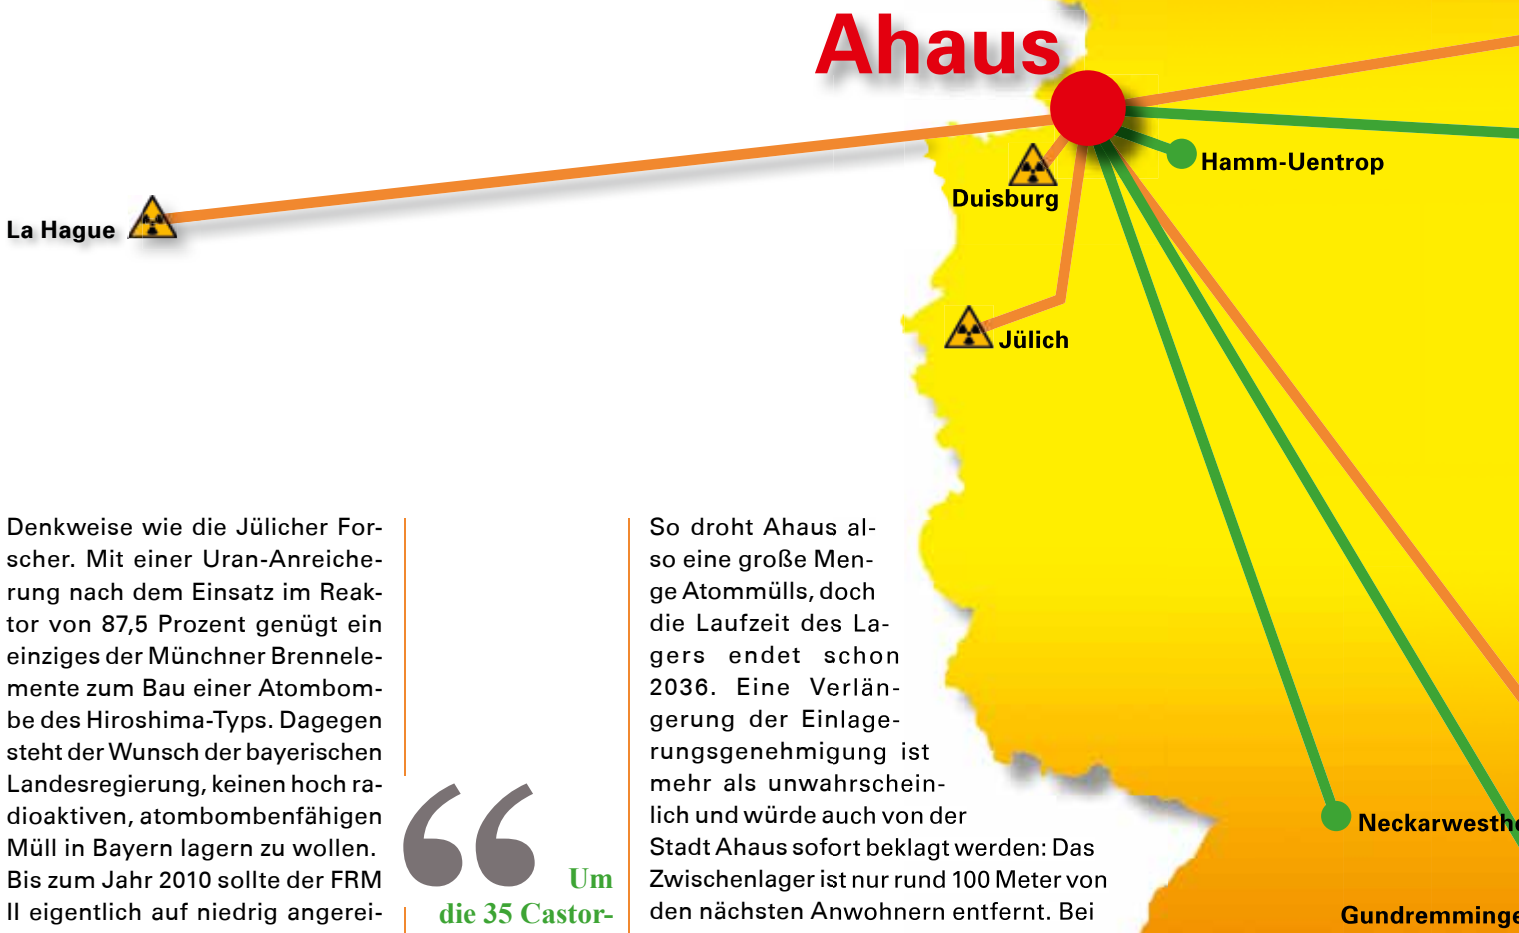 Ahaus
Hamm-Uentrop
Duisburg
La Hague
Jülich
Denkweise wie die Jülicher For-
scher. Mit einer Uran-Anreiche-
rung nach dem Einsatz im Reak-
tor von 87,5 Prozent genügt ein
einziges der Münchner Brennele-
mente zum Bau einer Atombom-
be des Hiroshima-Typs. Dagegen
steht der Wunsch der bayerischen
Landesregierung, keinen hoch ra-
dioaktiven, atombombenfähigen
Müll in Bayern lagern zu wollen.
Bis zum Jahr 2010 sollte der FRM
II eigentlich auf niedrig angerei-
“
Um
die 35 Castor-
So droht Ahaus al-
so eine große Men-
ge Atommülls, doch
die Laufzeit des La-
gers endet schon
2036. Eine Verlän-
gerung der Einlage-
rungsgenehmigung ist
mehr als unwahrschein-
lich und würde auch von der
Stadt Ahaus sofort beklagt werden: Das
Zwischenlager ist nur rund 100 Meter von
den nächsten Anwohnern entfernt. Bei
Neckarwesthe
Gundremminge